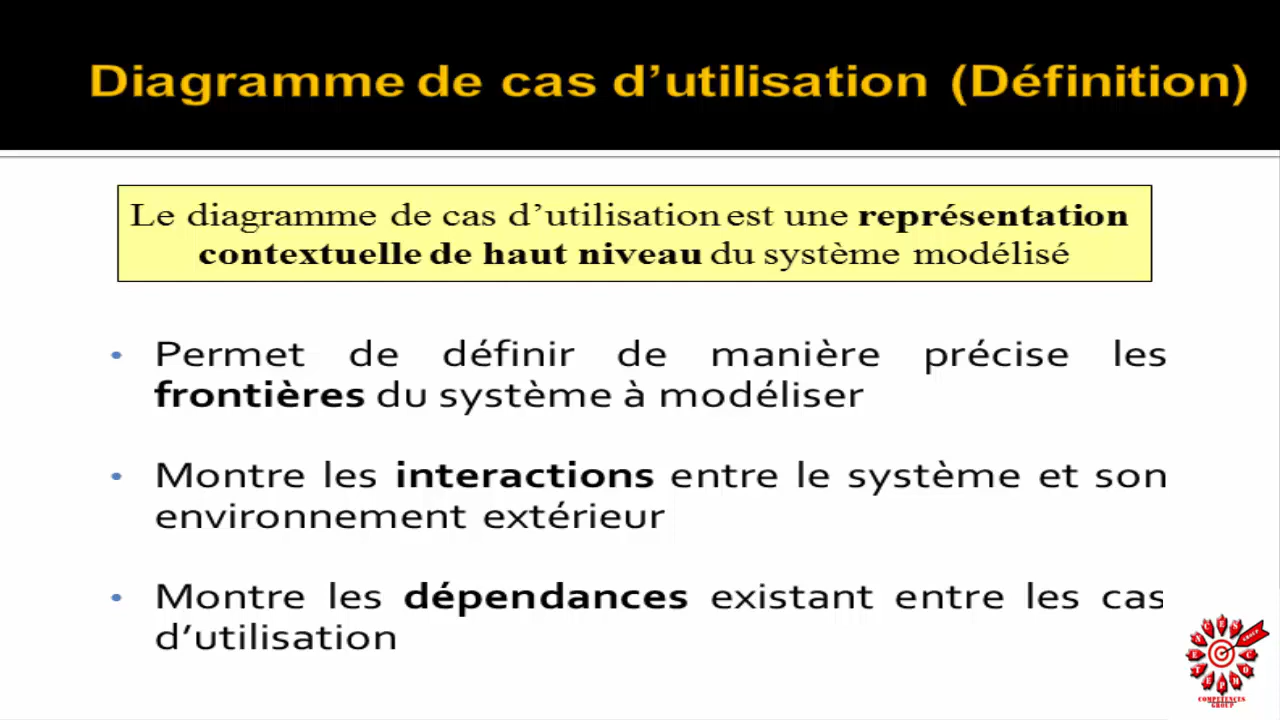 Diagramme de cas d’utilisation (Définition)
Le diagramme de cas d’utilisation est une représentation
contextuelle de haut niveau du système modélisé
• Permet de définir de manière précise les
frontières du système à modéliser
• Montre les interactions entre le système et son
environnement extérieur
• Montre les dépendances existant entre les cas
d’utilisation
COMPETENCES
GROUP